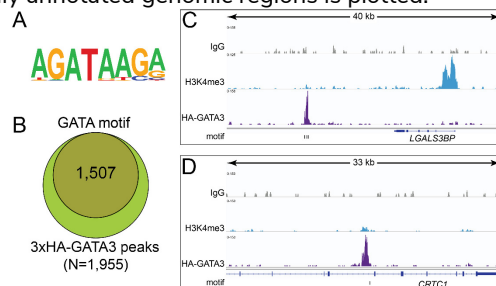 ly annotated genomic regions is plotted.
A
AGATAAGA
B
GATA motif
1,507
3xHA-GATA3 peaks
(N=1,955)
C
40 kb
IgG
H3K4me3
HA-GATA3
motif
LGALS3BP
D
33 kb
IgG
H3K4me3
HA-GATA3
motif
CRTC1